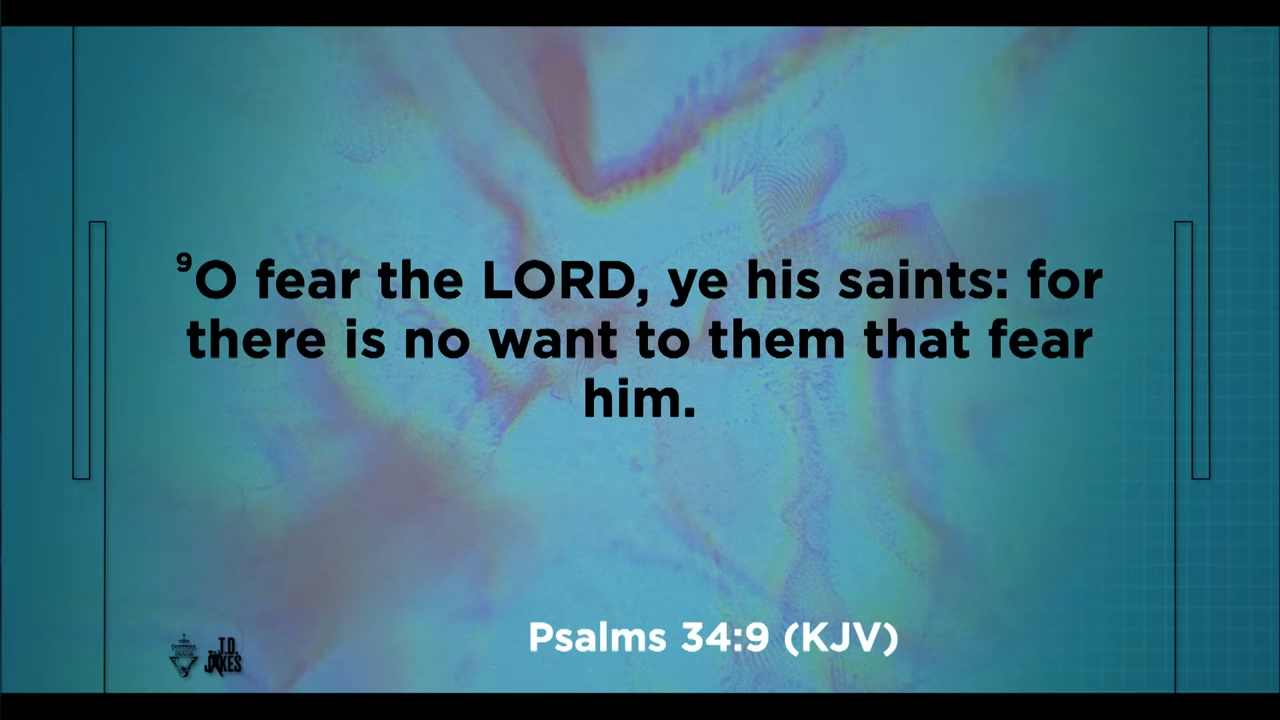 ⁹O fear the LORD, ye his saints: for
there is no want to them that fear
him.
Psalms 34:9 (KJV)
T.D.
JAKES